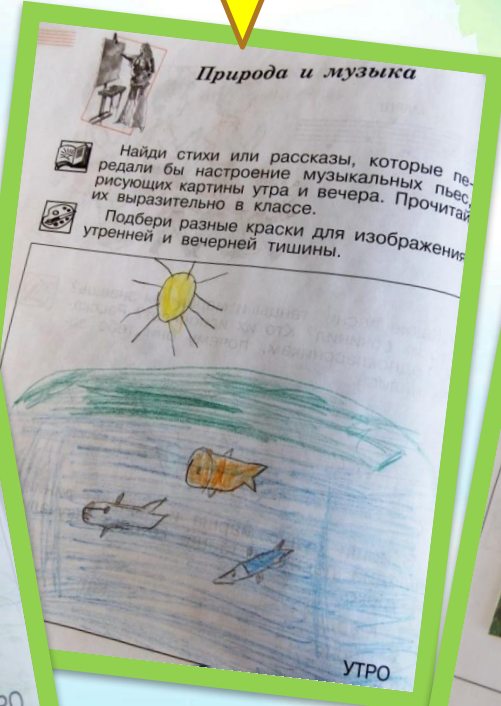 Природа и музыка
Найди стихи или рассказы, которые пе-
редали бы настроение музыкальных пьес,
рисующих картины утра и вечера. Прочитай
их выразительно в классе.
Подбери разные краски для изображения
утренней и вечерней тишины.
УТРО